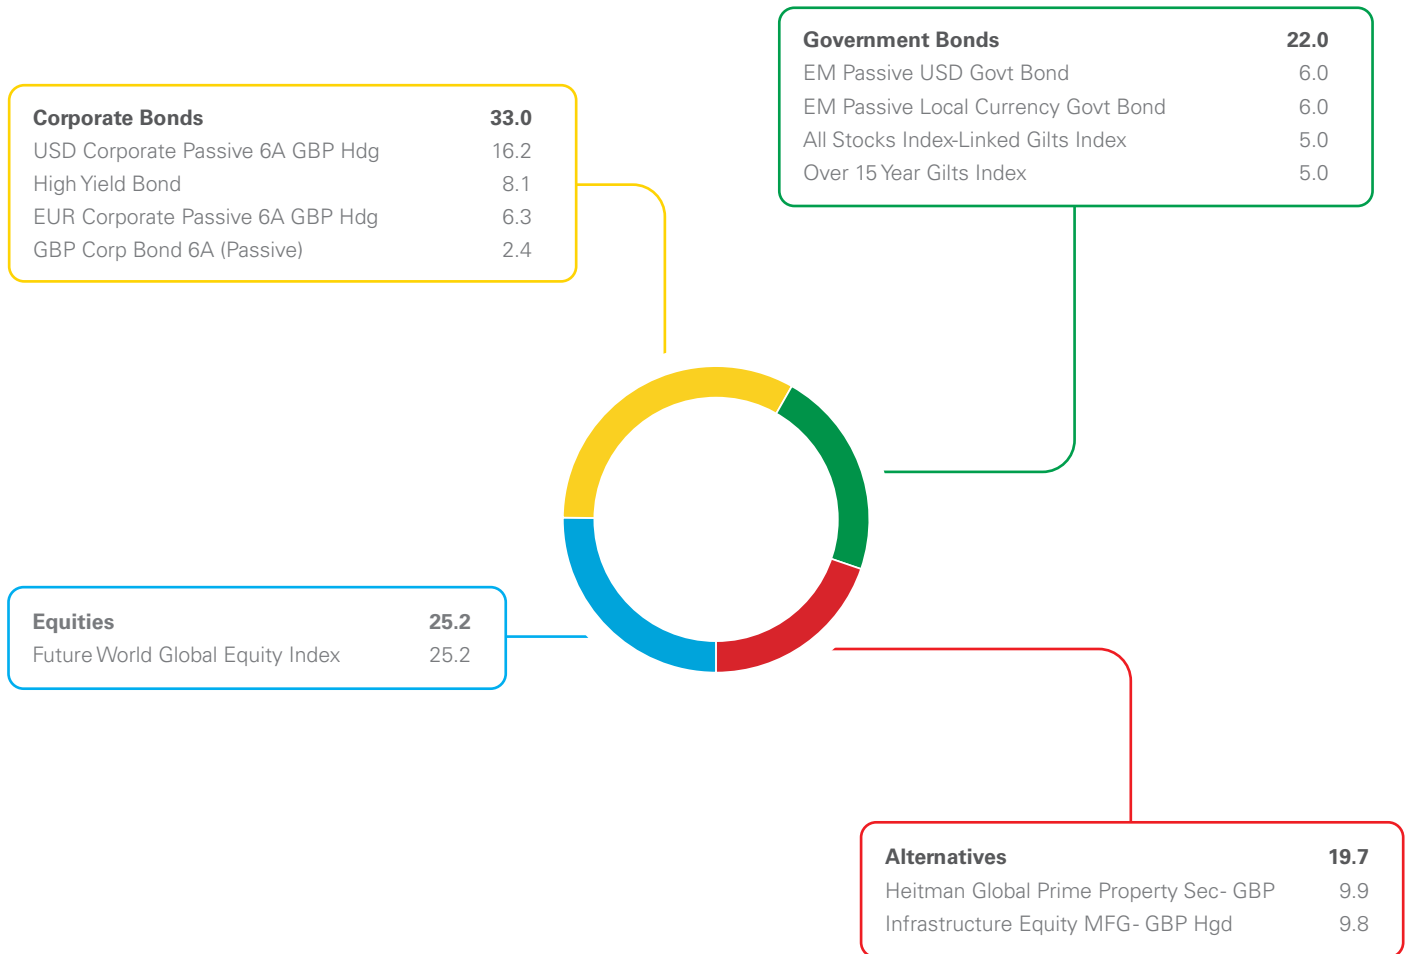 Government Bonds 22.0
EM Passive USD Govt Bond 6.0
EM Passive Local Currency Govt Bond 6.0
All Stocks Index-Linked Gilts Index 5.0
Over 15 Year Gilts Index 5.0
Corporate Bonds 33.0
USD Corporate Passive 6A GBP Hdg 16.2
High Yield Bond 8.1
EUR Corporate Passive 6A GBP Hdg 6.3
GBP Corp Bond 6A (Passive) 2.4
Equities 25.2
Future World Global Equity Index 25.2
Alternatives 19.7
Heitman Global Prime Property Sec- GBP 9.9
Infrastructure Equity MFG- GBP Hgd 9.8